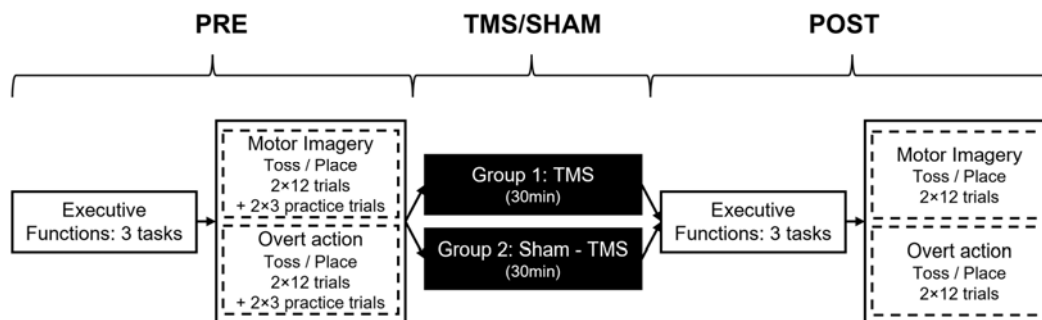 PRE
TMS/SHAM
POST
Executive
Functions: 3 tasks
Motor Imagery
Toss / Place
2×12 trials
+ 2×3 practice trials
Overt action
Toss / Place
2×12 trials
+ 2×3 practice trials
Group 1: TMS
(30min)
Group 2: Sham - TMS
(30min)
Executive
Functions: 3 tasks
Motor Imagery
Toss / Place
2×12 trials
Overt action
Toss / Place
2×12 trials